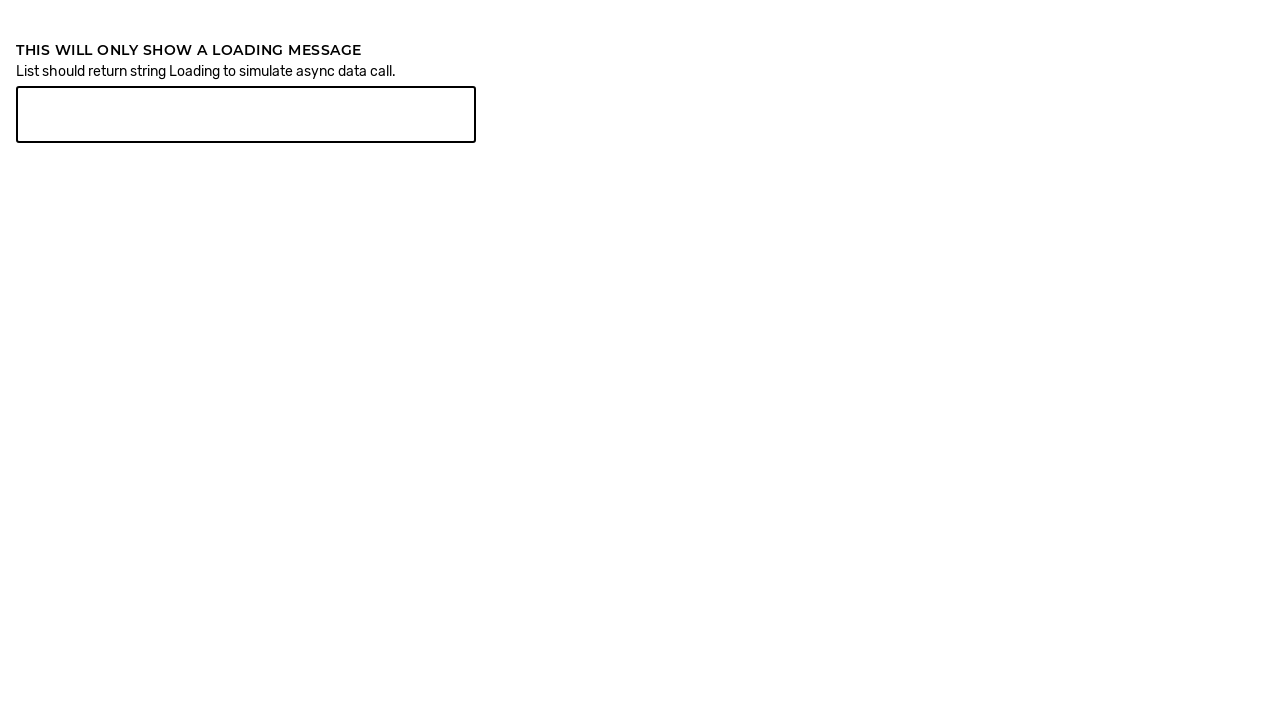 THIS WILL ONLY SHOW A LOADING MESSAGE
List should return string Loading to simulate async data call.